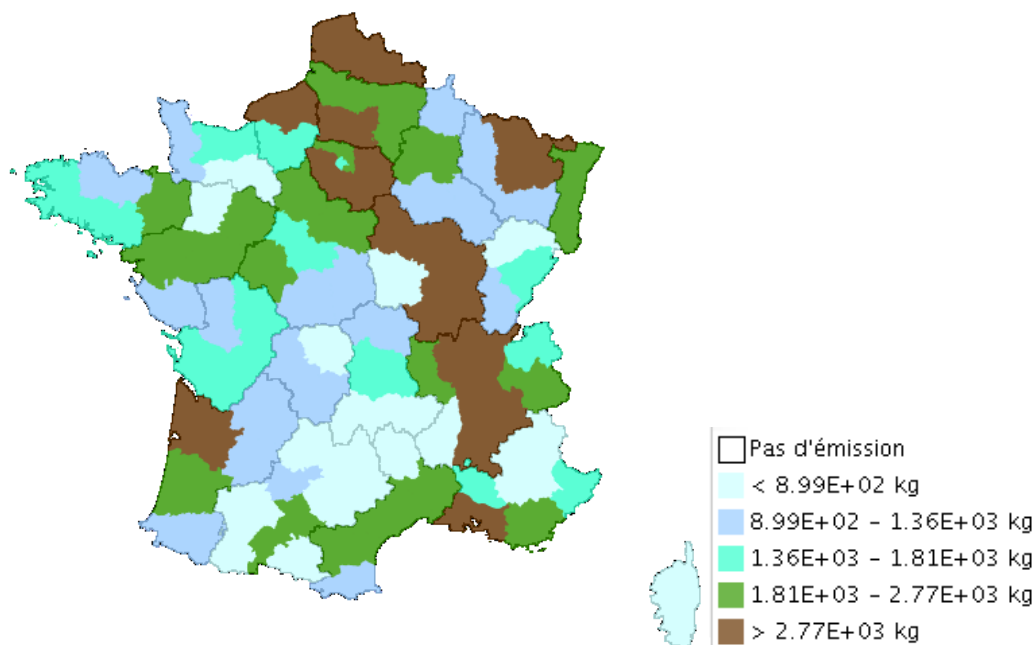 Pas d'émission
< 8.99E+02 kg
8.99E+02 – 1.36E+03 kg
1.36E+03 – 1.81E+03 kg
1.81E+03 – 2.77E+03 kg
> 2.77E+03 kg